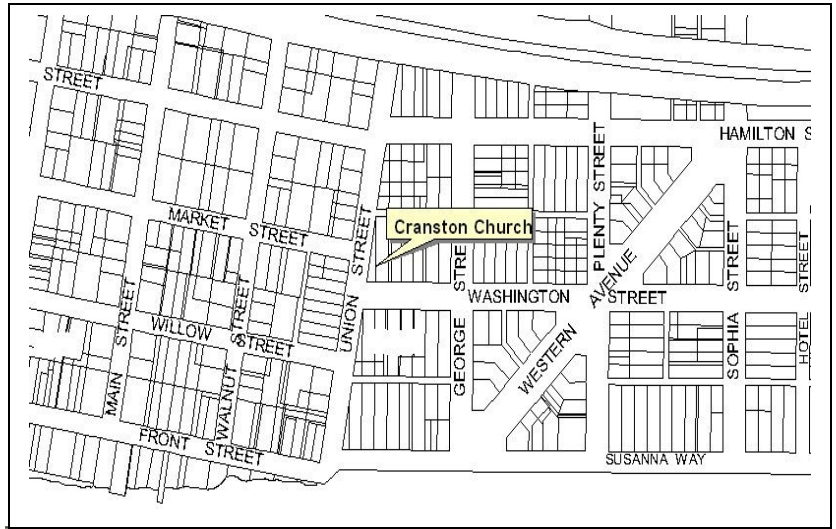 STREET
HAMILTON S
PLENTY STREET
MARKET STREET
Cranston Church
UNION STREET
GEORGE STRE
WASHINGTON STREET
WESTERN AVENUE
SOPHIA STREET
HOTEL STREET
MAIN STREET
WILLOW STREET
WALNUT STREET
FRONT STREET
SUSANNA WAY